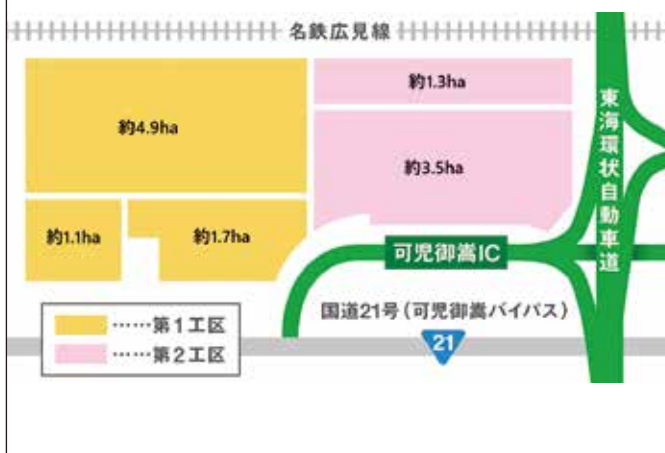 名鉄広見線
約1.3ha
約4.9ha
約3.5ha
約1.1ha
約1.7ha
東海環状自動車道
可児御嵩IC
国道21号(可児御嵩バイパス)
21
……第1工区
……第2工区